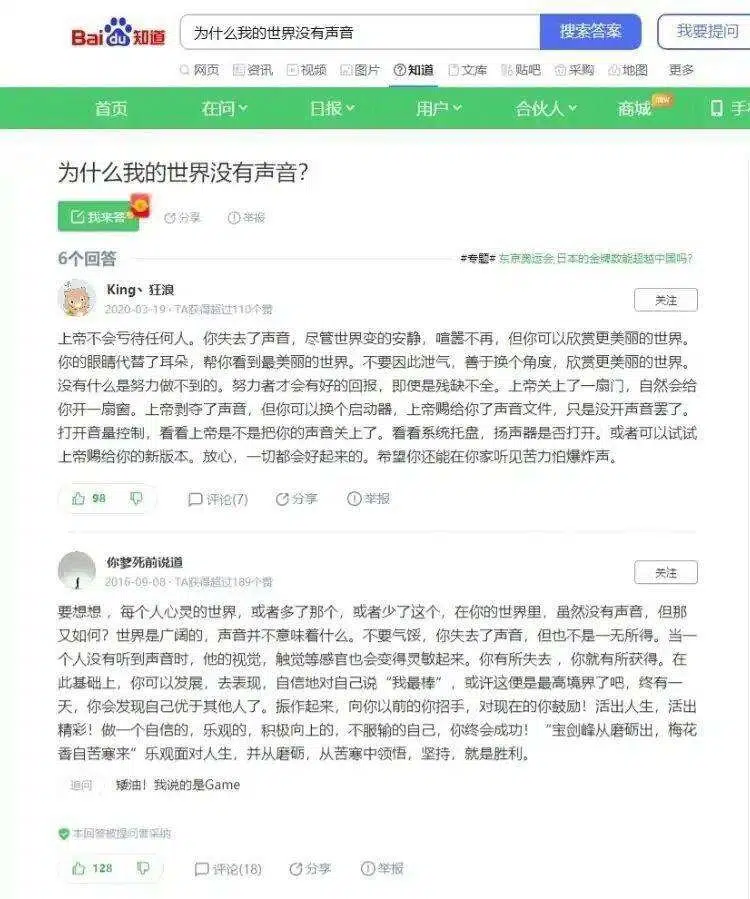 Bai du 知道
为什么我的世界没有声音
搜索答案
我要提问
网页 资讯 视频 图片 知道 文库 贴吧 采购 地图 更多
首页 在问 日报 用户 合伙人 商城 new 手
为什么我的世界没有声音?
我来答 分享 举报
6个回答
#专题# 东京奥运会,日本的金牌数能超越中国吗?
King丶狂浪
2020-03-19 · TA获得超过110个赞
关注
上帝不会亏待任何人。你失去了声音，尽管世界变的安静，喧嚣不再，但你可以欣赏更美丽的世界。
你的眼睛代替了耳朵，帮你看到最美丽的世界。不要因此泄气，善于换个角度，欣赏更美丽的世界。
没有什么是努力做不到的。努力者才会有好的回报，即使是残缺不全。上帝关上了一扇门，自然会给
你开一扇窗。上帝剥夺了声音，但你可以换个启动器，上帝赐给你了声音文件，只是没开声音罢了。
打开音量控制，看看上帝是不是把你的声音关上了。看看系统托盘，扬声器是否打开。或者可以试试
上帝赐给你的新版本。放心，一切都会好起来的。希望你还能在你家听见苦力怕爆炸声。
98 评论(7) 分享 举报
你爹死前说道
2016-09-08 · TA获得超过189个赞
关注
要想想 ，每个人心灵的世界，或者多了那个，或者少了这个，在你的世界里，虽然没有声音，但那
又如何？世界是广阔的，声音并不意味着什么。不要气馁，你失去了声音，但也不是一无所得。当一
个人没有听到声音时，他的视觉，触觉等感官也会变得灵敏起来。你有所失去 ，你就有所获得。在
此基础上，你可以发展，去表现，自信地对自己说“我最棒”，或许这便是最高境界了吧，终有一
天，你会发现自己优于其他人了。振作起来，向你以前的你招手，对现在的你鼓励！活出人生，活出
精彩！做一个自信的，乐观的，积极向上的，不服输的自己，你终会成功！“宝剑峰从磨砺出，梅花
香自苦寒来”乐观面对人生，并从磨砺，从苦寒中领悟，坚持，就是胜利。
追问 矮油！我说的是Game
本回答被提问者采纳
128 评论(18) 分享 举报